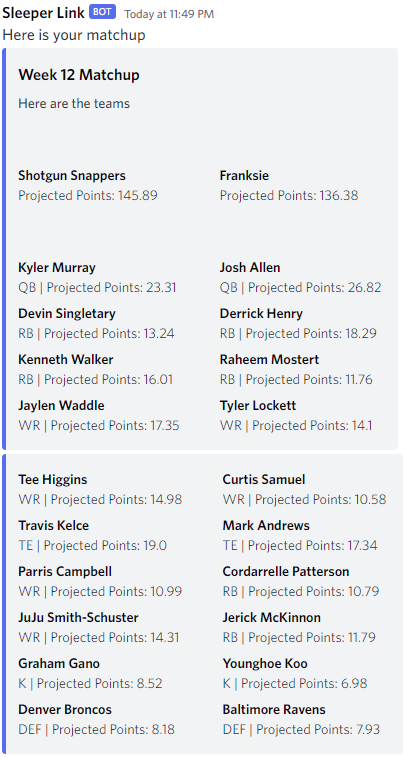 Sleeper Link BOT Today at 11:49 PM
Here is your matchup
Week 12 Matchup
Here are the teams
Shotgun Snappers Franksie
Projected Points: 145.89 Projected Points: 136.38
Kyler Murray Josh Allen
QB | Projected Points: 23.31 QB | Projected Points: 26.82
Devin Singletary Derrick Henry
RB | Projected Points: 13.24 RB | Projected Points: 18.29
Kenneth Walker Raheem Mostert
RB | Projected Points: 16.01 RB | Projected Points: 11.76
Jaylen Waddle Tyler Lockett
WR | Projected Points: 17.35 WR | Projected Points: 14.1
Tee Higgins Curtis Samuel
WR | Projected Points: 14.98 WR | Projected Points: 10.58
Travis Kelce Mark Andrews
TE | Projected Points: 19.0 TE | Projected Points: 17.34
Parris Campbell Cordarrelle Patterson
WR | Projected Points: 10.99 RB | Projected Points: 10.79
JuJu Smith-Schuster Jerick McKinnon
WR | Projected Points: 14.31 RB | Projected Points: 11.79
Graham Gano Younghoe Koo
K | Projected Points: 8.52 K | Projected Points: 6.98
Denver Broncos Baltimore Ravens
DEF | Projected Points: 8.18 DEF | Projected Points: 7.93